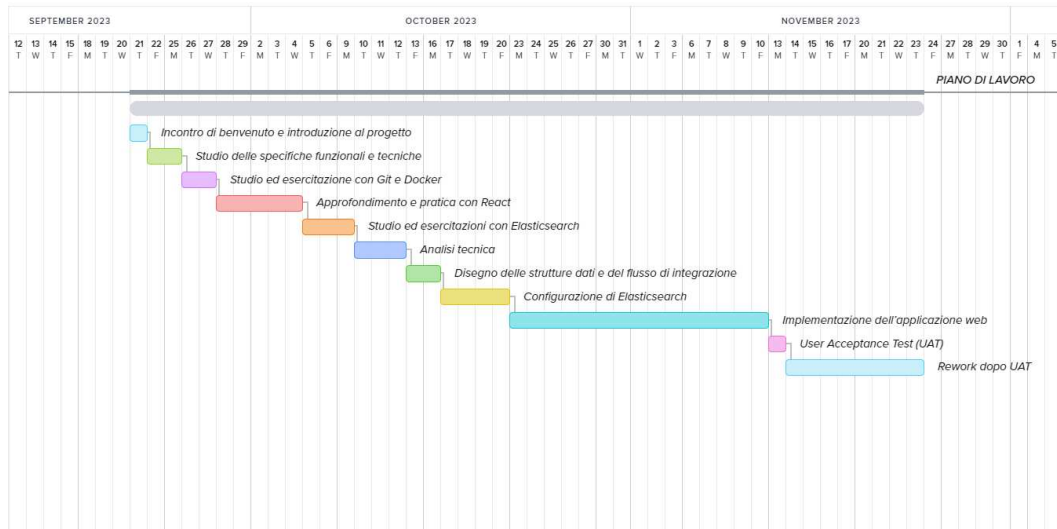 SEPTEMBER 2023 OCTOBER 2023 NOVEMBER 2023
12 13 14 15 18 19 20 21 22 25 26 27 28 29 2 3 4 5 6 9 10 11 12 13 16 17 18 19 20 23 24 25 26 27 30 31 1 2 3 6 7 8 9 10 13 14 15 16 17 20 21 22 23 24 27 28 29 30 1 4 5
T W T F M T W T F M T W T F M T W T F M T W T F M T W T F M T W T F M T W T F M T W T F M T W T F M T W T F M T W T F M T
PIANO DI LAVORO
Incontro di benvenuto e introduzione al progetto
Studio delle specifiche funzionali e tecniche
Studio ed esercitazione con Git e Docker
Approfondimento e pratica con React
Studio ed esercitazioni con Elasticsearch
Analisi tecnica
Disegno delle strutture dati e del flusso di integrazione
Configurazione di Elasticsearch
Implementazione dell'applicazione web
User Acceptance Test (UAT)
Rework dopo UAT